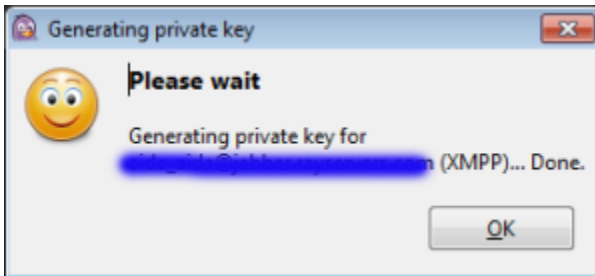 Generating private key
Please wait
Generating private key for
(XMPP)... Done.
OK